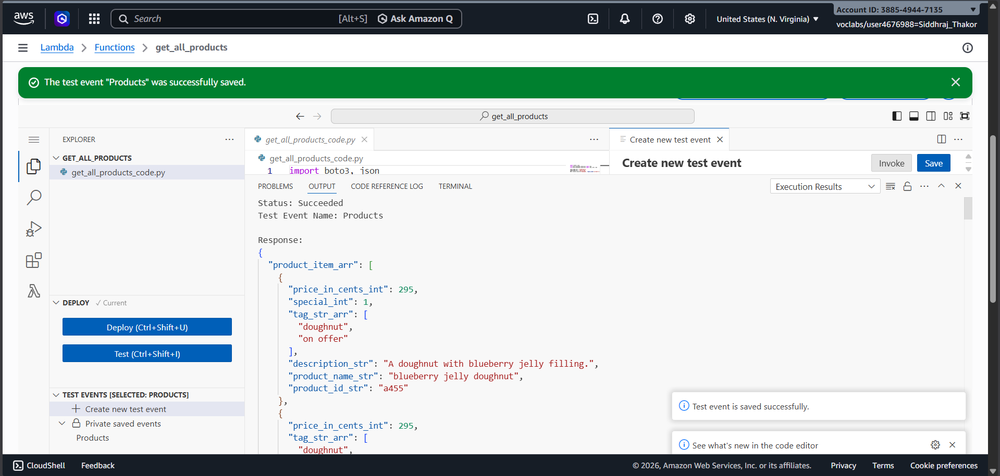 aws
Search [Alt+S] Ask Amazon Q
United States (N. Virginia)
Account ID: 3885-4944-7135
voclabs/user4676988=Siddhraj_Thakor
Lambda Functions get_all_products
The test event "Products" was successfully saved.
get_all_products
EXPLORER
GET_ALL_PRODUCTS
get_all_products_code.py
DEPLOY Current
Deploy (Ctrl+Shift+U)
Test (Ctrl+Shift+I)
TEST EVENTS [SELECTED: PRODUCTS]
Create new test event
Private saved events
Products
get_all_products_code.py
get_all_products_code.py
1 import boto3, json
Create new test event
Create new test event Invoke Save
PROBLEMS OUTPUT CODE REFERENCE LOG TERMINAL Execution Results
Status: Succeeded
Test Event Name: Products
Response:
{
"product_item_arr": [
{
"price_in_cents_int": 295,
"special_int": 1,
"tag_str_arr": [
"doughnut",
"on offer"
],
"description_str": "A doughnut with blueberry jelly filling.",
"product_name_str": "blueberry jelly doughnut",
"product_id_str": "a455"
},
{
"price_in_cents_int": 295,
"tag_str_arr": [
"doughnut",
Test event is saved successfully.
See what's new in the code editor
CloudShell Feedback © 2026, Amazon Web Services, Inc. or its affiliates. Privacy Terms Cookie preferences